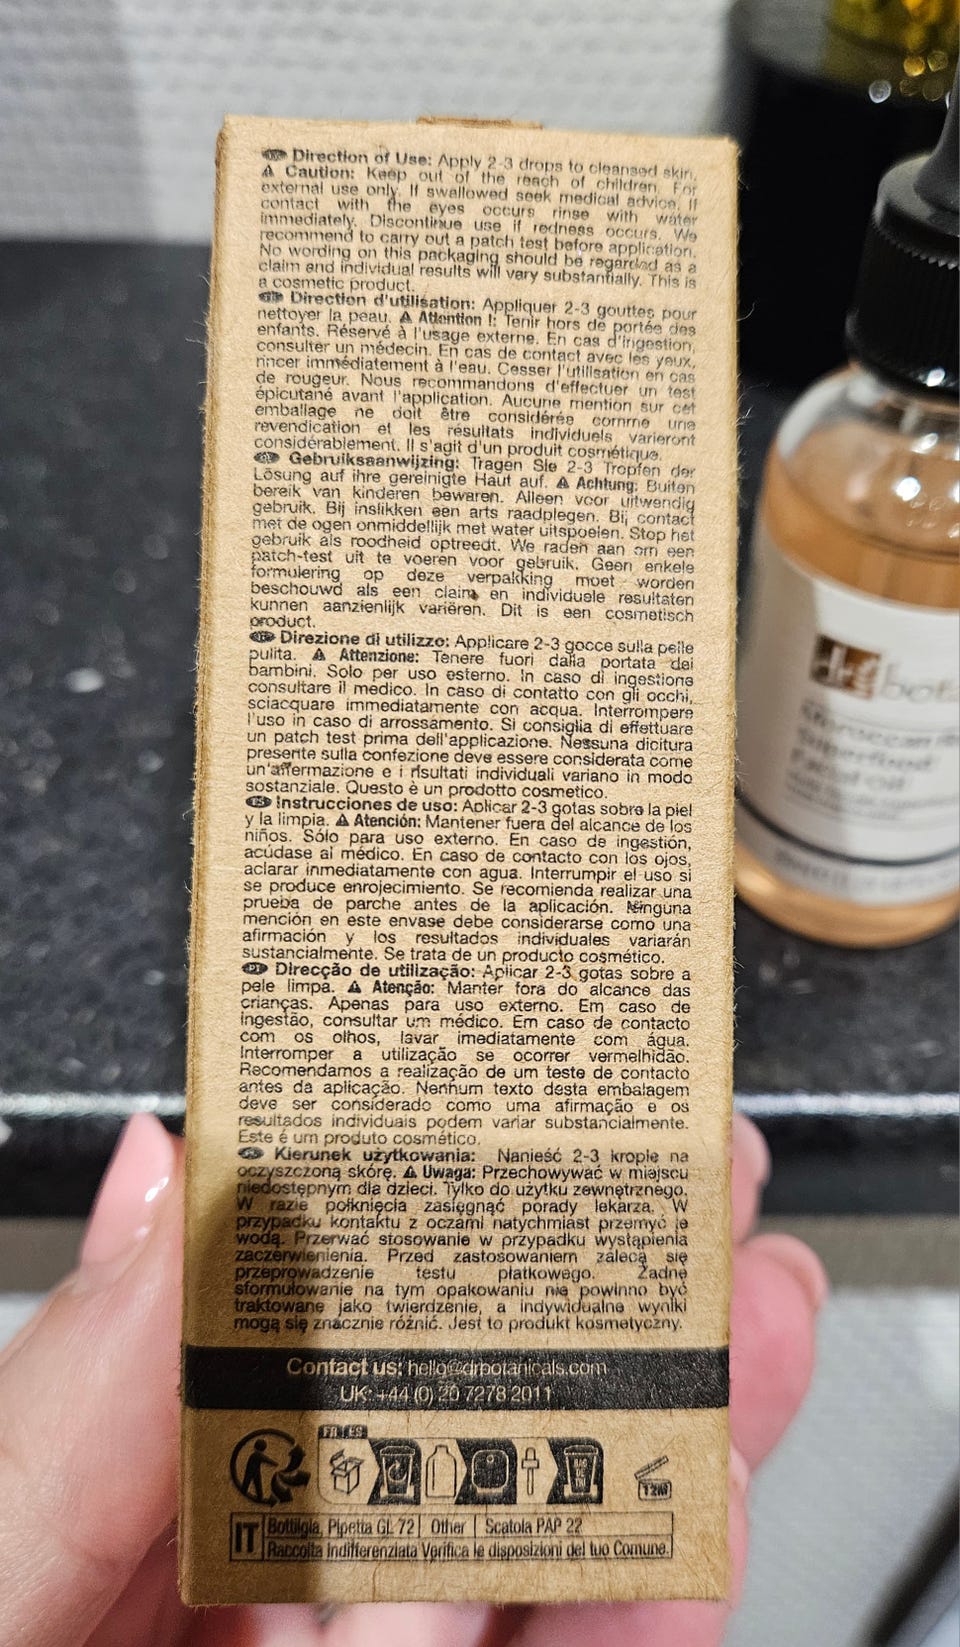 Direction of Use: Apply 2-3 drops to cleansed skin.
⚠ Caution: Keep out of the reach of children. For
external use only. If swallowed seek medical advice. If
contact with the eyes occurs rinse with water
immediately. Discontinue use if redness occurs. We
recommend to carry out a patch test before application.
No wording on this packaging should be regarded as a
claim and individual results will vary substantially. This is
a cosmetic product.
Direction d'utilisation: Appliquer 2-3 gouttes pour
nettoyer la peau. ⚠ Attention !: Tenir hors de portée des
enfants. Réservé à l'usage externe. En cas d'ingestion,
consulter un médecin. En cas de contact avec les yeux,
rincer immédiatement à l'eau. Cesser l'utilisation en cas
de rougeur. Nous recommandons d'effectuer un test
épicutané avant l'application. Aucune mention sur cet
emballage ne doit être considérée comme une
revendication et les résultats individuels varieront
considérablement. Il s'agit d'un produit cosmétique.
Gebruiksaanwijzing: Tragen Sie 2-3 Tropfen der
Lösung auf ihre gereinigte Haut auf. ⚠ Achtung: Buiten
bereik van kinderen bewaren. Alleen voor uitwendig
gebruik. Bij inslikken een arts raadplegen. Bij contact
met de ogen onmiddellijk met water uitspoelen. Stop het
gebruik als roodheid optreedt. We raden aan om een
patch-test uit te voeren voor gebruik. Geen enkele
formulering op deze verpakking moet worden
beschouwd als een claim en individuele resultaten
kunnen aanzienlijk variëren. Dit is een cosmetisch
product.
Direzione di utilizzo: Applicare 2-3 gocce sulla pelle
pulita. ⚠ Attenzione: Tenere fuori dalla portata dei
bambini. Solo per uso esterno. In caso di ingestione
consultare il medico. In caso di contatto con gli occhi,
sciacquare immediatamente con acqua. Interrompere
l'uso in caso di arrossamento. Si consiglia di effettuare
un patch test prima dell'applicazione. Nessuna dicitura
presente sulla confezione deve essere considerata come
un'affermazione e i risultati individuali variano in modo
sostanziale. Questo è un prodotto cosmetico.
ES Instrucciones de uso: Aplicar 2-3 gotas sobre la piel
y la limpia. ⚠ Atención: Mantener fuera del alcance de los
niños. Sólo para uso externo. En caso de ingestión,
acúdase al médico. En caso de contacto con los ojos,
aclarar inmediatamente con agua. Interrumpir el uso si
se produce enrojecimiento. Se recomienda realizar una
prueba de parche antes de la aplicación. Ninguna
mención en este envase debe considerarse como una
afirmación y los resultados individuales variarán
sustancialmente. Se trata de un producto cosmético.
PT Direcção de utilização: Aplicar 2-3 gotas sobre a
pele limpa. ⚠ Atenção: Manter fora do alcance das
crianças. Apenas para uso externo. Em caso de
ingestão, consultar um médico. Em caso de contacto
com os olhos, lavar imediatamente com água.
Interromper a utilização se ocorrer vermelhidão.
Recomendamos a realização de um teste de contacto
antes da aplicação. Nenhum texto desta embalagem
deve ser considerado como uma afirmação e os
resultados individuais podem variar substancialmente.
Este é um produto cosmético.
Kierunek użytkowania: Nanieść 2-3 krople na
oczyszczoną skórę. ⚠ Uwaga: Przechowywać w miejscu
niedostępnym dla dzieci. Tylko do użytku zewnętrznego.
W razie połknięcia zasięgnąć porady lekarza. W
przypadku kontaktu z oczami natychmiast przemyć je
wodą. Przerwać stosowanie w przypadku wystąpienia
zaczerwienienia. Przed zastosowaniem zaleca się
przeprowadzenie testu płatkowego. Żadne
sformułowanie na tym opakowaniu nie powinno być
traktowane jako twierdzenie, a indywidualne wyniki
mogą się znacznie różnić. Jest to produkt kosmetyczny.
Contact us: hello@drbotanicals.com
UK: +44 (0) 20 7278 2011
FR ES
BAC DE TRI
12M
IT
Bottilgia, Pipetta GL 72 | Other | Scatola PAP 22
Raccolta Indifferenziata Verifica le disposizioni del tuo Comune.
dr. bota
Moroccan
Superfood
Facial oil